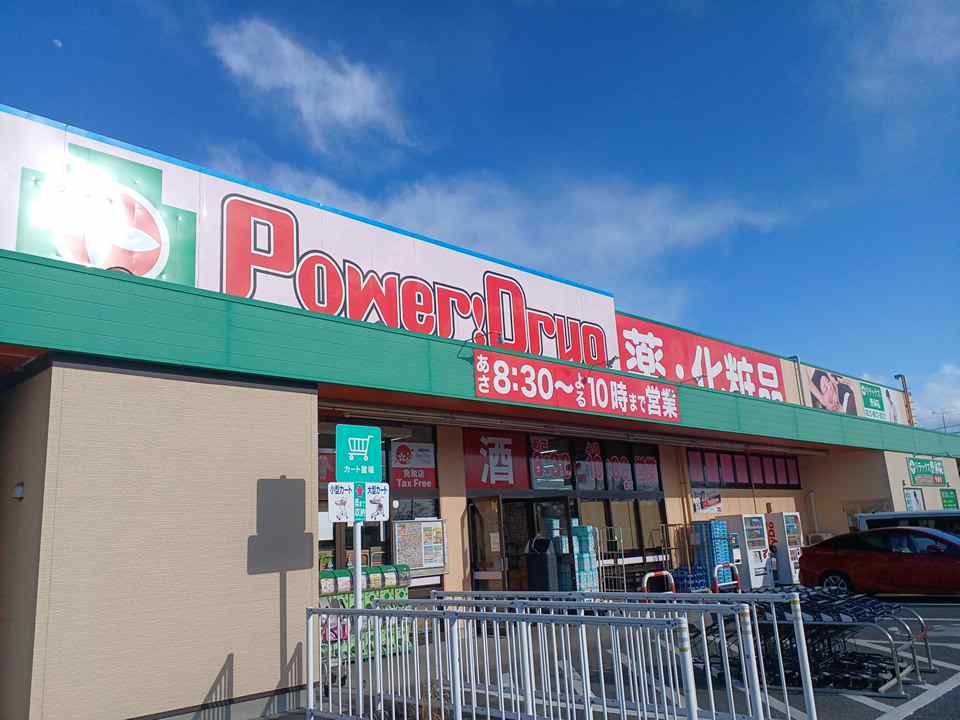 Power!Drug
薬・化粧品
あさ8:30〜よる10時まで営業
酒
カート置場
小型カート
大型カート
免税店
Tax Free